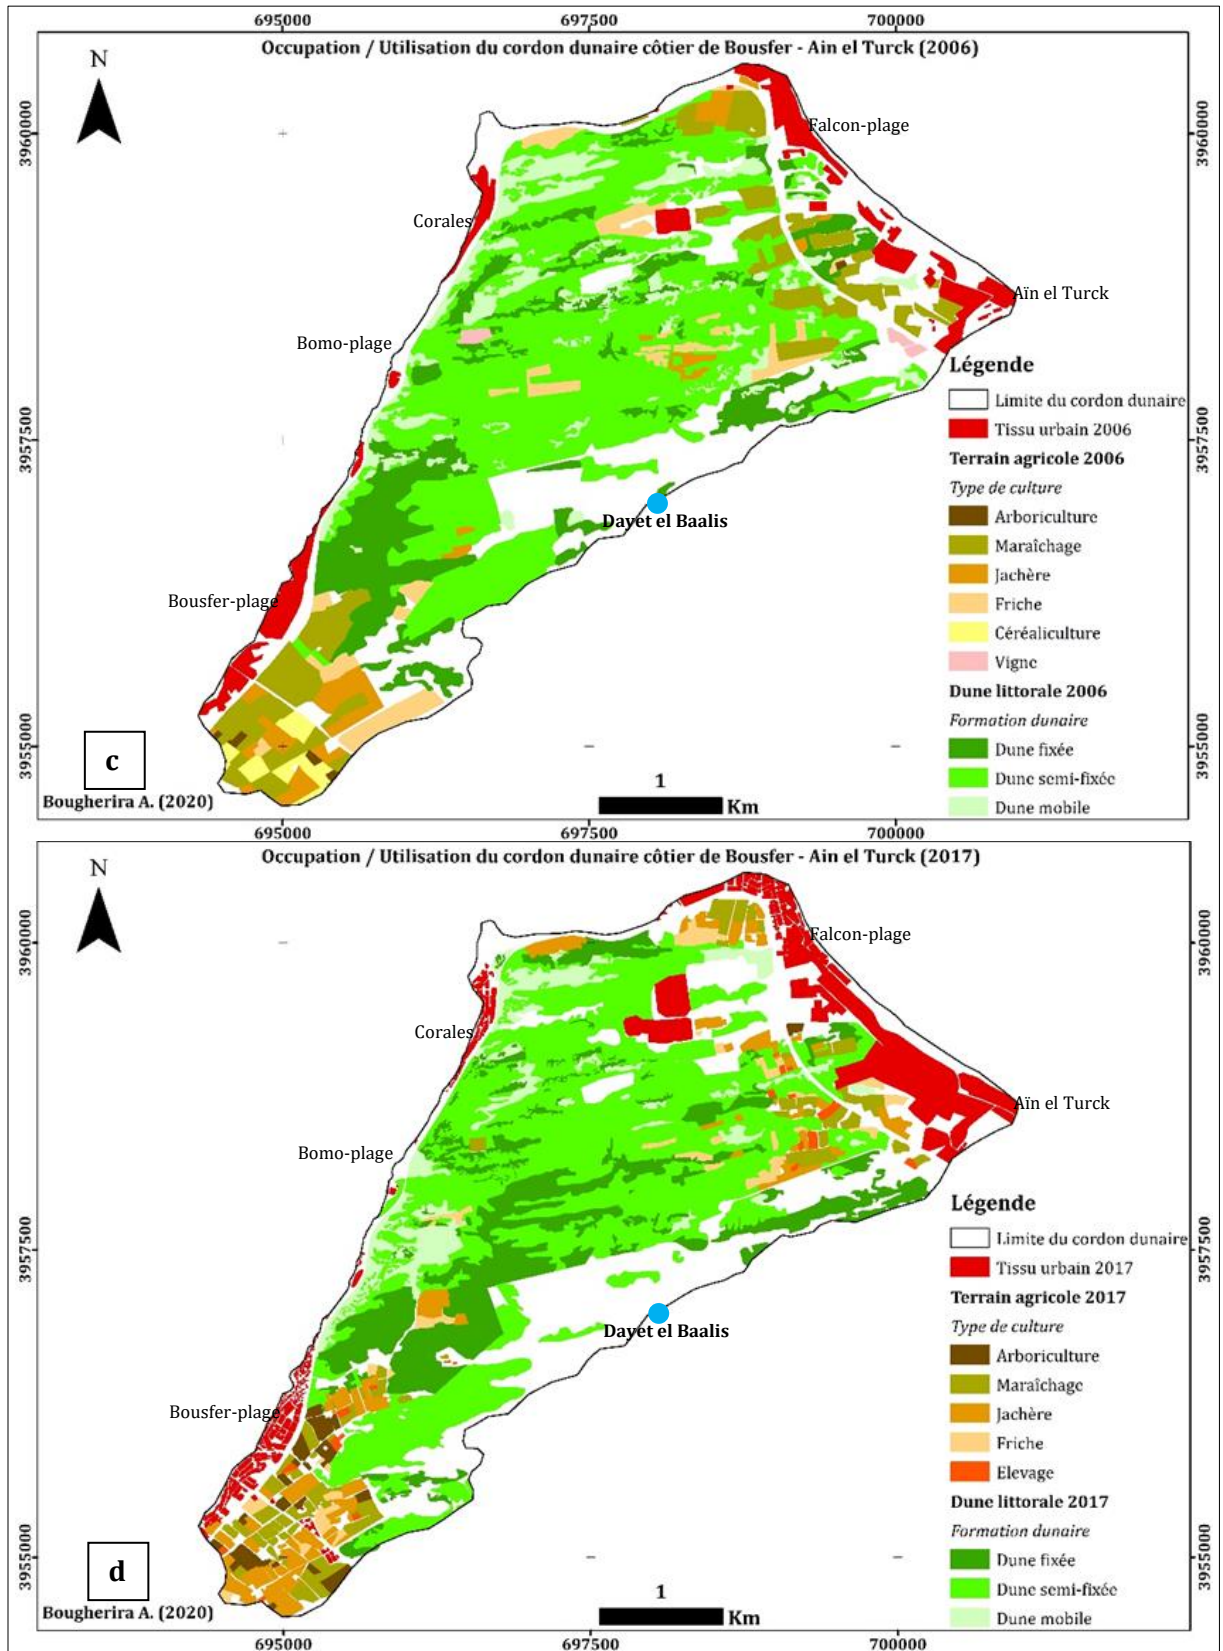 695000 697500 700000
Occupation / Utilisation du cordon dunaire côtier de Bousfer - Ain el Turck (2006)
N
3960000 3960000
Falcon-plage
Corales
Aïn el Turck
Bomo-plage
Légende
Limite du cordon dunaire
3957500 3957500
Tissu urbain 2006
Terrain agricole 2006
Type de culture
Arboriculture
Dayet el Baalis
Maraîchage
Jachère
Bousfer-plage
Friche
Céréaliculture
Vigne
Dune littorale 2006
Formation dunaire
3955000 3955000
Dune fixée
c
1
Dune semi-fixée
Bougherira A. (2020)
Km
Dune mobile
695000 697500 700000
Occupation / Utilisation du cordon dunaire côtier de Bousfer - Ain el Turck (2017)
N
3960000 3960000
Falcon-plage
Corales
Aïn el Turck
Bomo-plage
Légende
Limite du cordon dunaire
3957500 3957500
Tissu urbain 2017
Terrain agricole 2017
Type de culture
Dayet el Baalis
Arboriculture
Maraîchage
Bousfer-plage
Jachère
Friche
Elevage
Dune littorale 2017
Formation dunaire
3955000 3955000
Dune fixée
d
1
Dune semi-fixée
Bougherira A. (2020)
Km
Dune mobile
695000 697500 700000